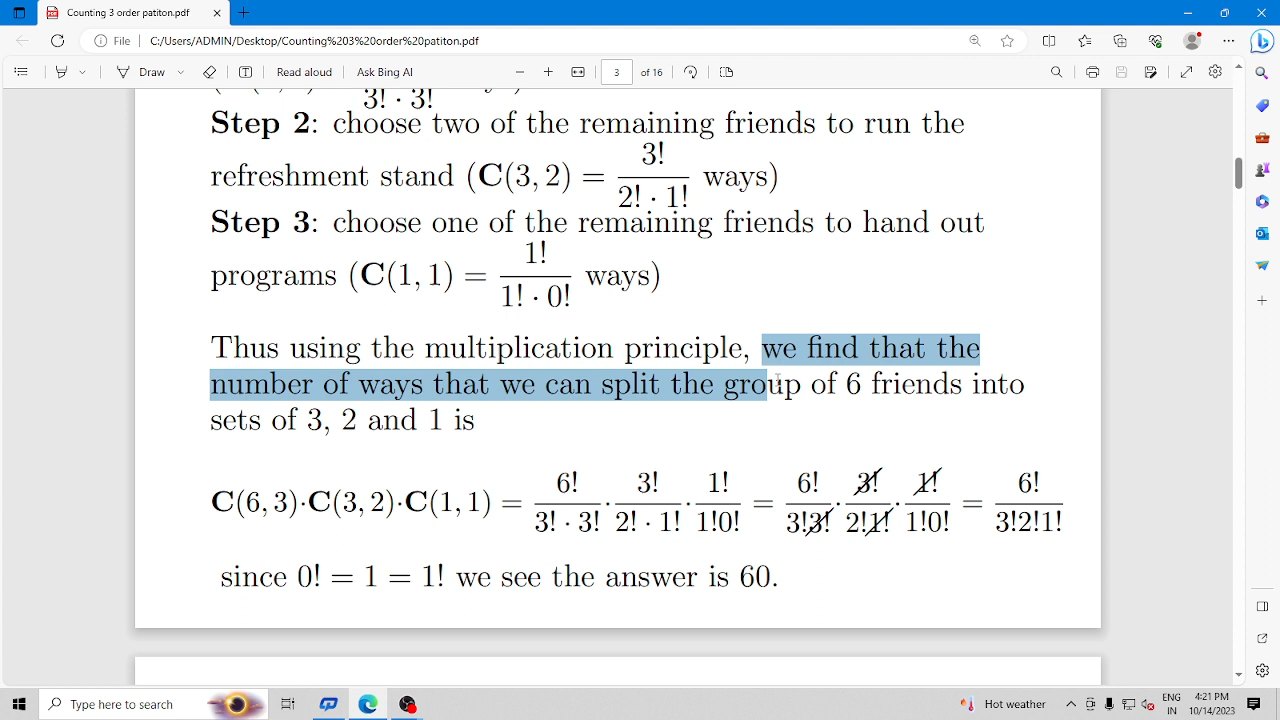 Counting 3 order patiton.pdf
File
C:/Users/ADMIN/Desktop/Counting%203%20order%20patiton.pdf
Draw
Read aloud
Ask Bing AI
3
of 16
3! · 3!
Step 2: choose two of the remaining friends to run the
refreshment stand (C(3, 2) = 3! / 2! · 1! ways)
Step 3: choose one of the remaining friends to hand out
programs (C(1, 1) = 1! / 1! · 0! ways)
Thus using the multiplication principle, we find that the
number of ways that we can split the group of 6 friends into
sets of 3, 2 and 1 is
C(6, 3)·C(3, 2)·C(1, 1) = 6! / 3! · 3! · 3! / 2! · 1! · 1! / 1!0! = 6! / 3!3! · 3! / 2!1! · 1! / 1!0! = 6! / 3!2!1!
since 0! = 1 = 1! we see the answer is 60.
Type here to search
Hot weather
ENG
IN
4:21 PM
10/14/2023